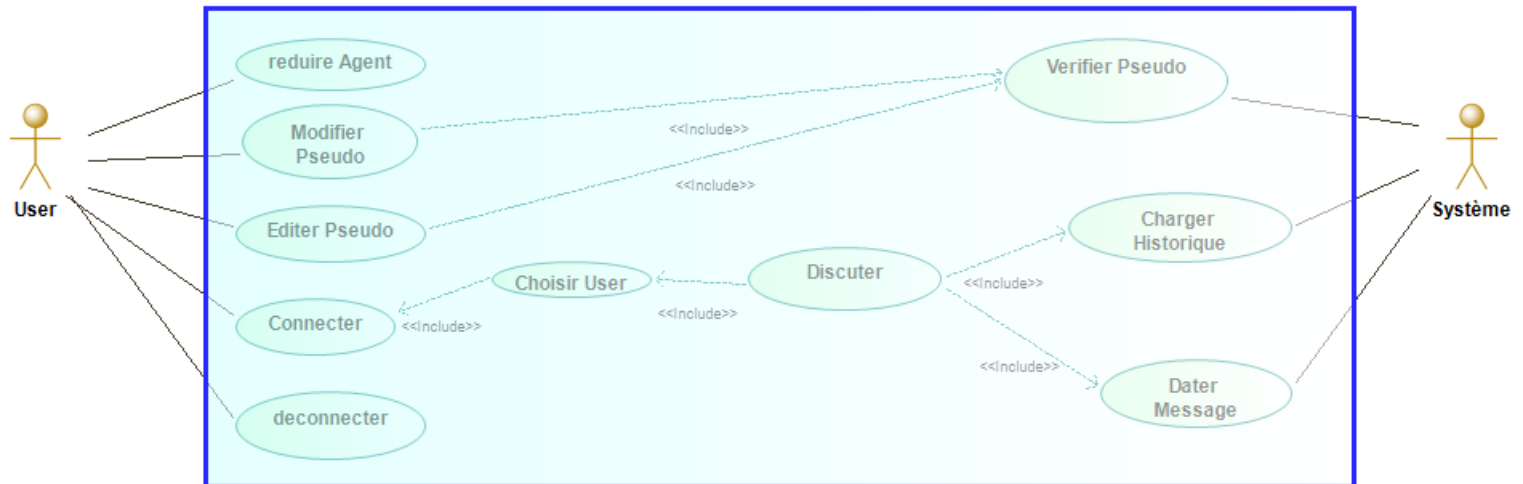 reduire Agent
Verifier Pseudo
Modifier
Pseudo
<<Include>>
<<Include>>
User
Système
Editer Pseudo
Charger
Historique
Choisir User
Discuter
<<Include>>
Connecter
<<Include>>
<<Include>>
<<Include>>
Dater
Message
deconnecter